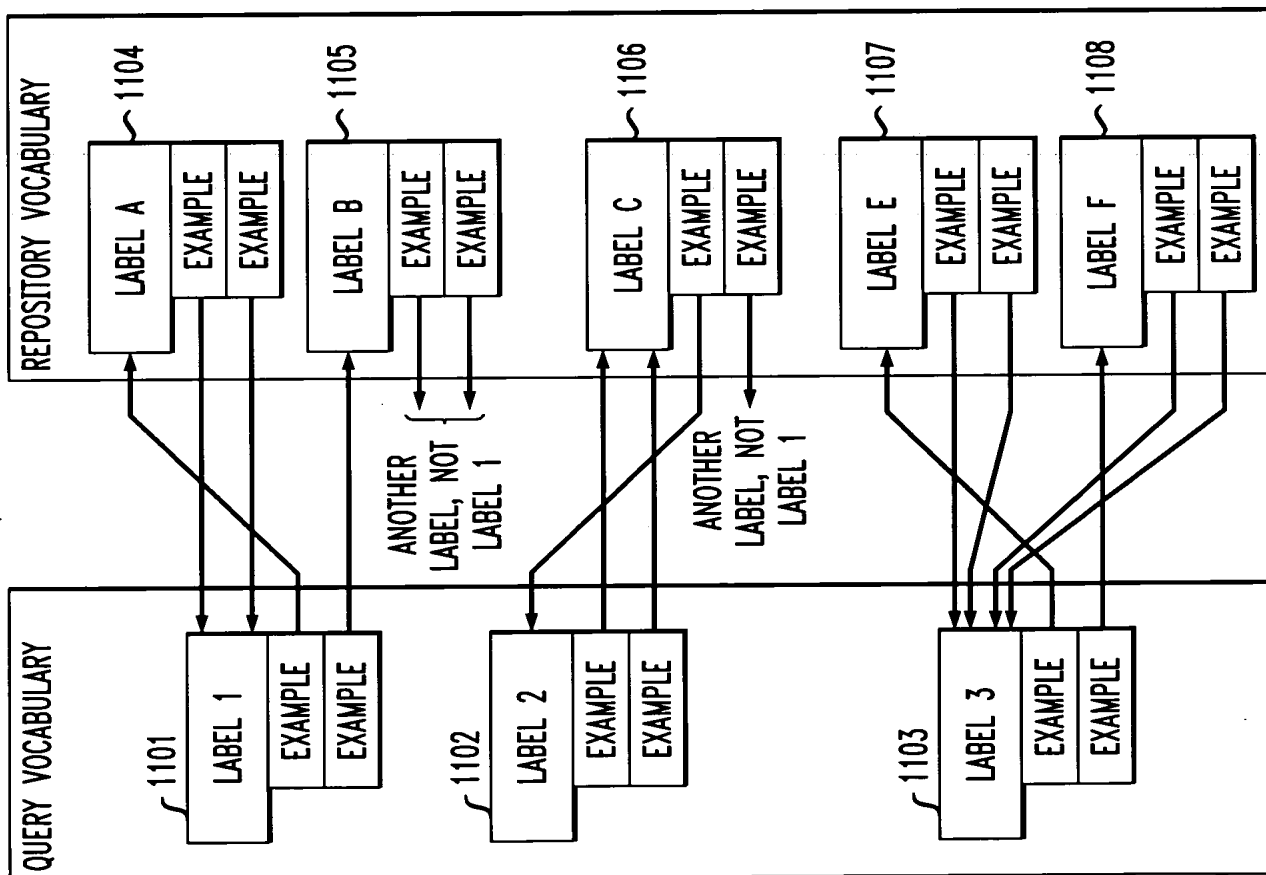 QUERY VOCABULARY
1101
LABEL 1
EXAMPLE
EXAMPLE
1102
LABEL 2
EXAMPLE
EXAMPLE
1103
LABEL 3
EXAMPLE
EXAMPLE
ANOTHER
LABEL, NOT
LABEL 1
ANOTHER
LABEL, NOT
LABEL 1
REPOSITORY VOCABULARY
1104
LABEL A
EXAMPLE
EXAMPLE
1105
LABEL B
EXAMPLE
EXAMPLE
1106
LABEL C
EXAMPLE
EXAMPLE
1107
LABEL E
EXAMPLE
EXAMPLE
1108
LABEL F
EXAMPLE
EXAMPLE